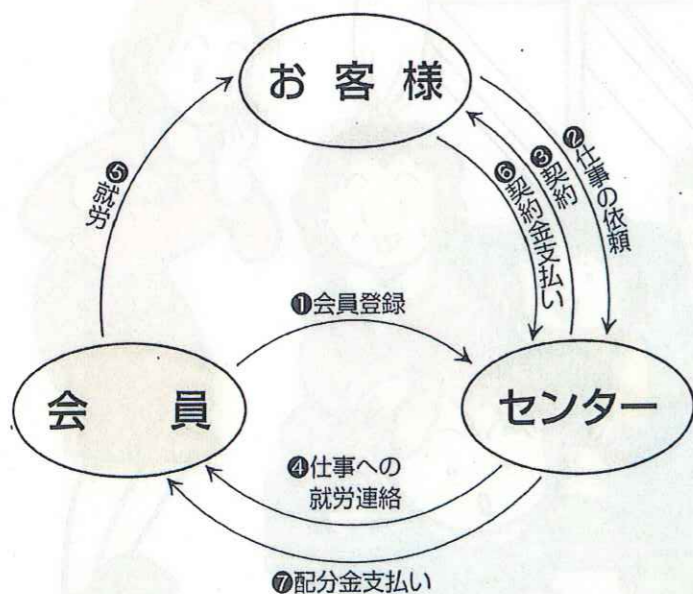 お客様
❺就労
❻契約金支払い
❸契約
❷仕事の依頼
❶会員登録
会員
センター
❹仕事への
就労連絡
❼配分金支払い